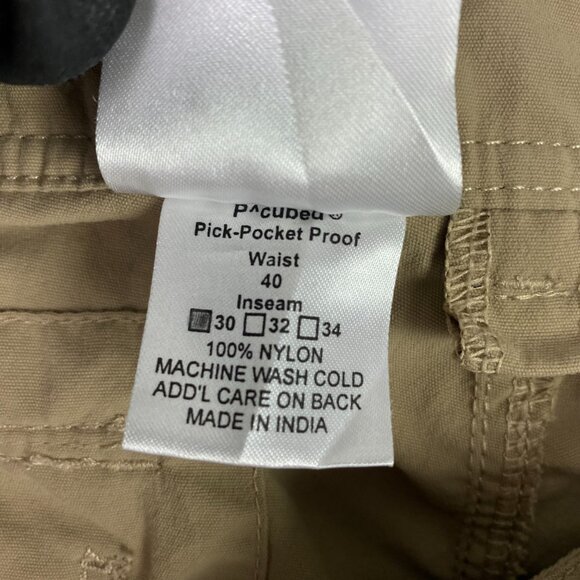 P^cubed®
Pick-Pocket Proof
Waist
40
Inseam
30 32 34
100% NYLON
MACHINE WASH COLD
ADD'L CARE ON BACK
MADE IN INDIA